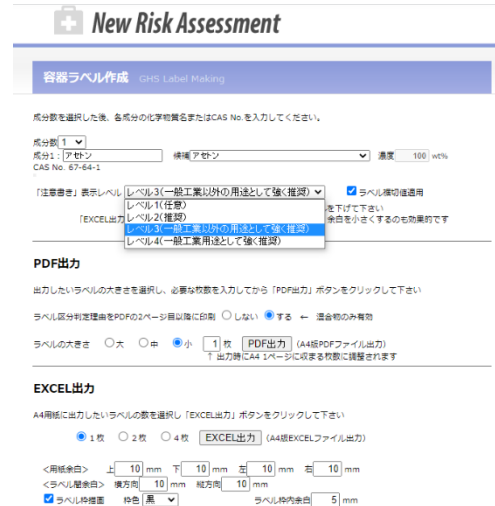 New Risk Assessment
容器ラベル作成 GHS Label Making
成分数を選択した後、各成分の化学物質名またはCAS No.を入力してください。
成分数 1
成分1: アセトン 候補 アセトン 濃度 100 wt%
CAS No. 67-64-1
「注意書き」表示レベル レベル3(一般工業以外の用途として強く推奨) ラベル裾切値適用
レベル1(任意)
を下げて下さい
レベル2(推奨)
「EXCEL出力
余白を小さくするのも効果的です
レベル3(一般工業以外の用途として強く推奨)
レベル4(一般工業用途として強く推奨)
PDF出力
出力したいラベルの大きさを選択し、必要な枚数を入力してから「PDF出力」ボタンをクリックして下さい
ラベル区分判定理由をPDFの2ページ目以降に印刷 しない する ← 混合物のみ有効
ラベルの大きさ 大 中 小 1 枚 PDF出力 (A4版PDFファイル出力)
↑ 出力時にA4 1ページに収まる枚数に調整されます
EXCEL出力
A4用紙に出力したいラベルの数を選択し「EXCEL出力」ボタンをクリックして下さい
1枚 2枚 4枚 EXCEL出力 (A4版EXCELファイル出力)
<用紙余白> 上 10 mm 下 10 mm 左 10 mm 右 10 mm
<ラベル間余白> 横方向 10 mm 縦方向 10 mm
ラベル枠描画 枠色 黒 ラベル枠内余白 5 mm